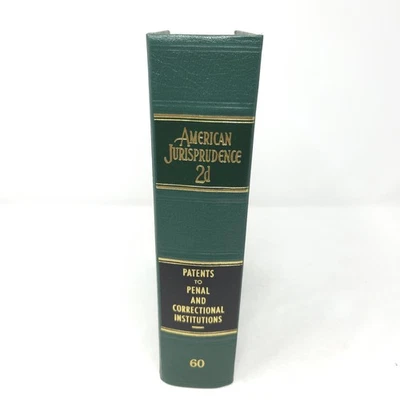 AMERICAN
JURISPRUDENCE
2d
PATENTS
TO
PENAL
AND
CORRECTIONAL
INSTITUTIONS
60